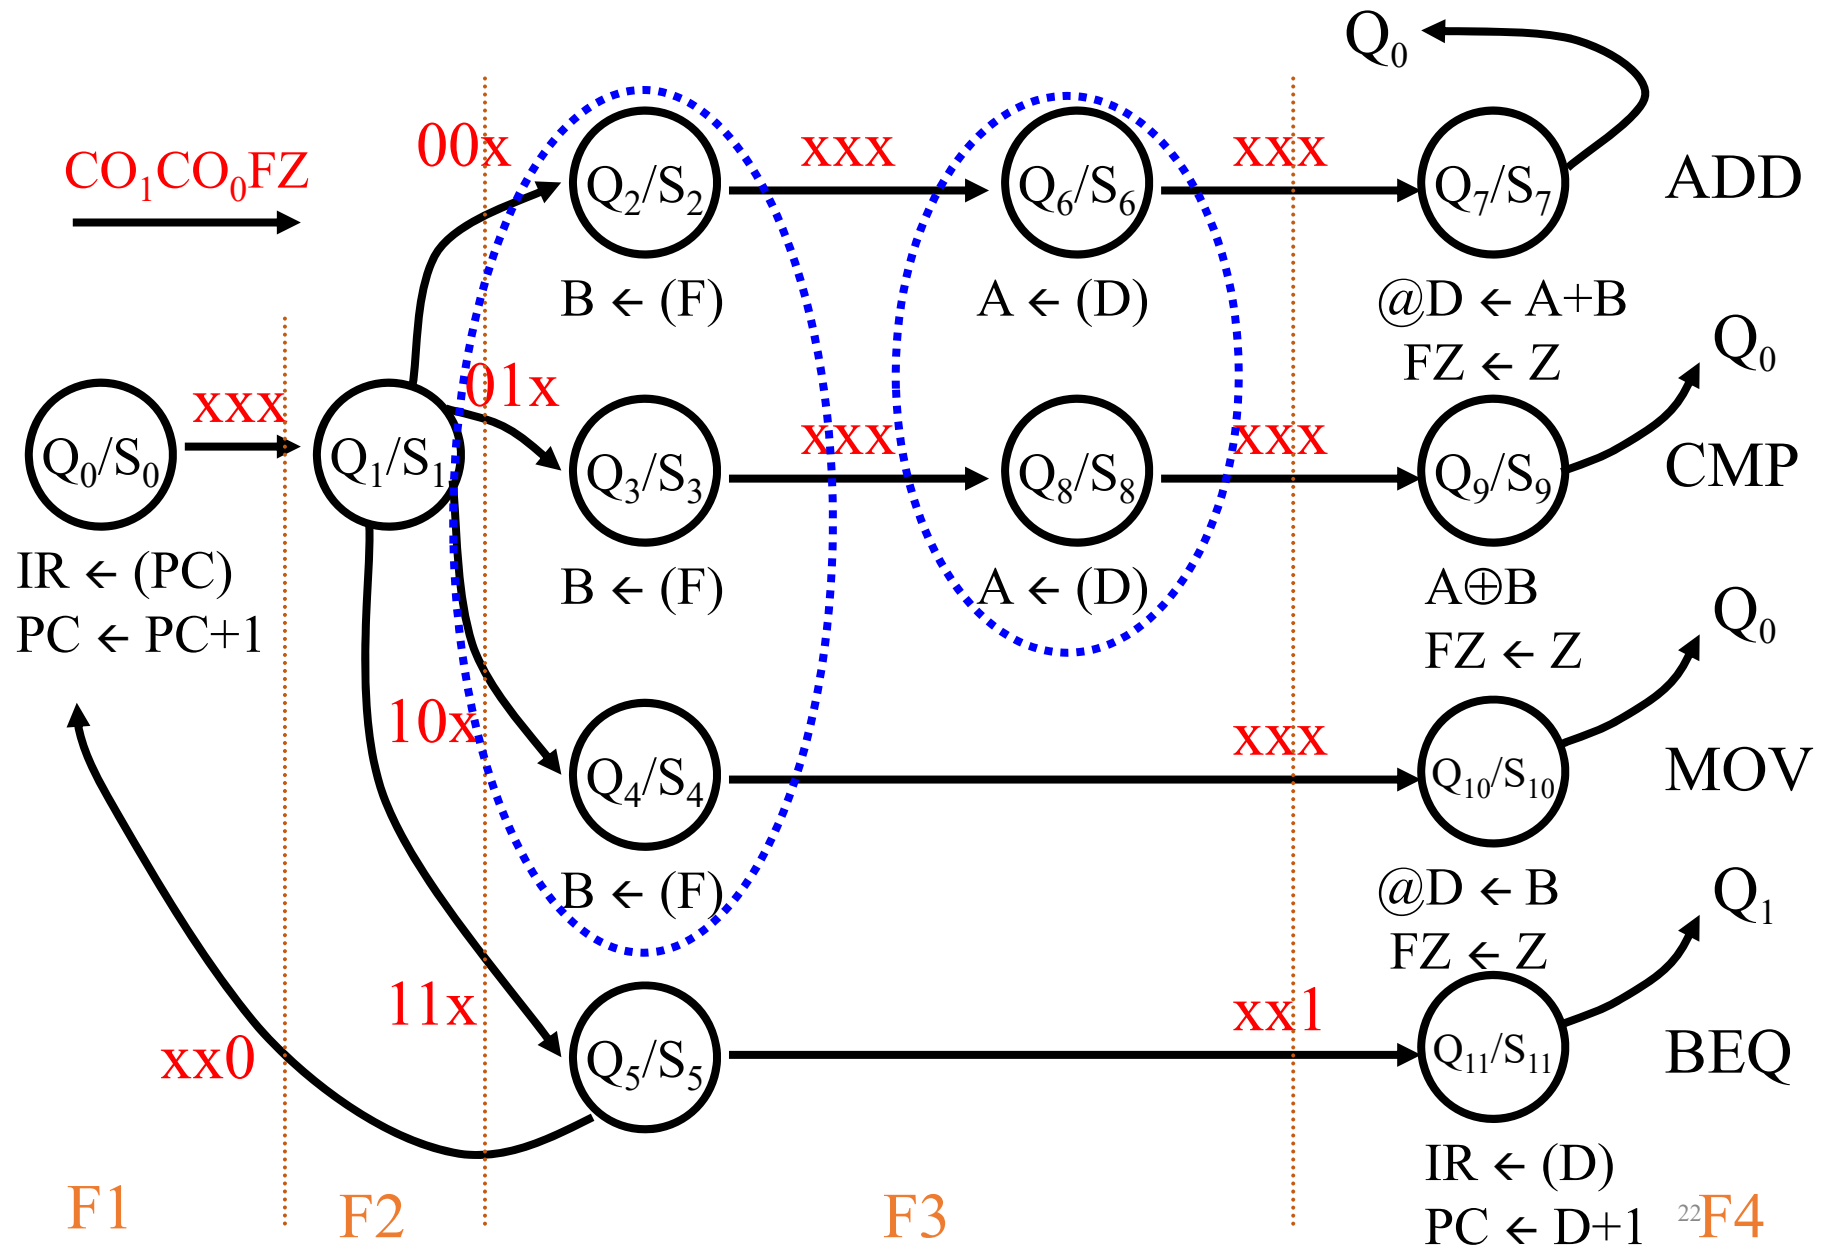 Q₀
CO₁CO₀FZ
00x
Q₂/S₂
xxx
Q₆/S₆
xxx
Q₇/S₇
ADD
B ← (F)
A ← (D)
@D ← A+B
FZ ← Z
Q₀
xxx
01x
Q₀/S₀
Q₁/S₁
Q₃/S₃
xxx
Q₈/S₈
xxx
Q₉/S₉
CMP
IR ← (PC)
PC ← PC+1
B ← (F)
A ← (D)
A⊕B
FZ ← Z
Q₀
10x
Q₄/S₄
xxx
Q₁₀/S₁₀
MOV
B ← (F)
@D ← B
FZ ← Z
Q₁
xx0
11x
Q₅/S₅
xx1
Q₁₁/S₁₁
BEQ
IR ← (D)
PC ← D+1
F1
F2
F3
22
F4